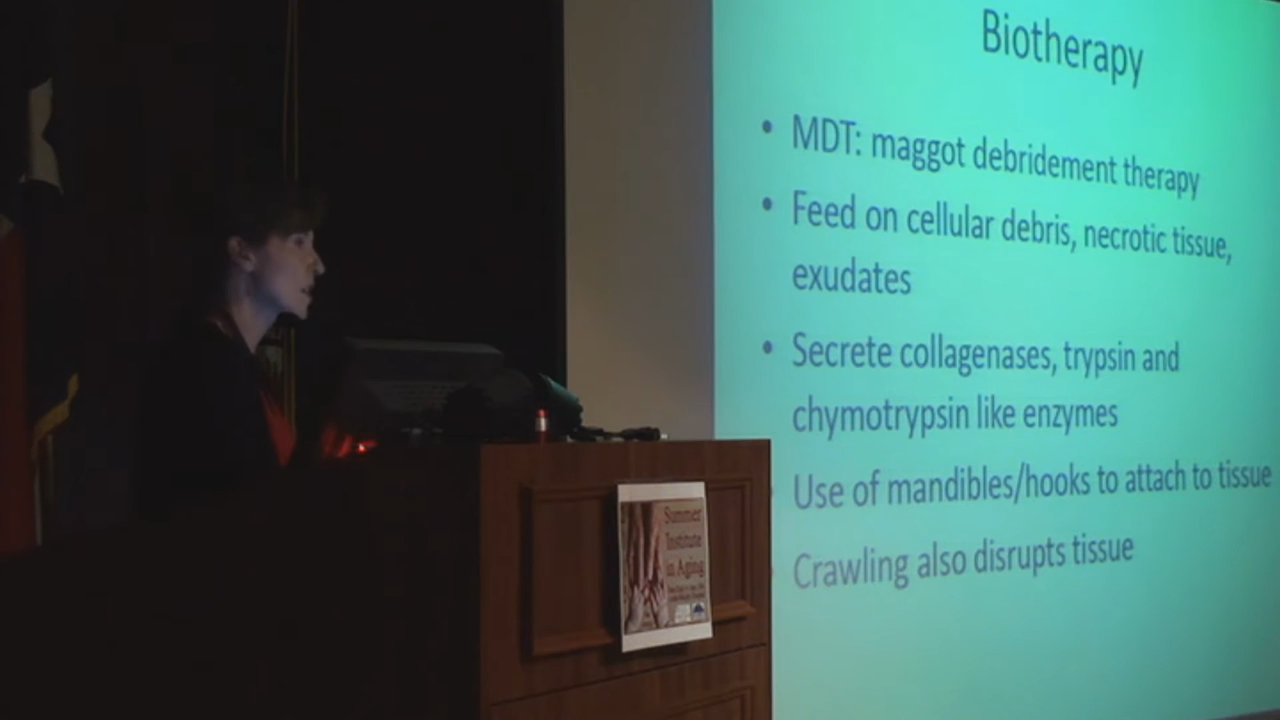 Biotherapy
• MDT: maggot debridement therapy
• Feed on cellular debris, necrotic tissue,
exudates
• Secrete collagenases, trypsin and
chymotrypsin like enzymes
Use of mandibles/hooks to attach to tissue
Crawling also disrupts tissue
Summer
Institute
in Aging